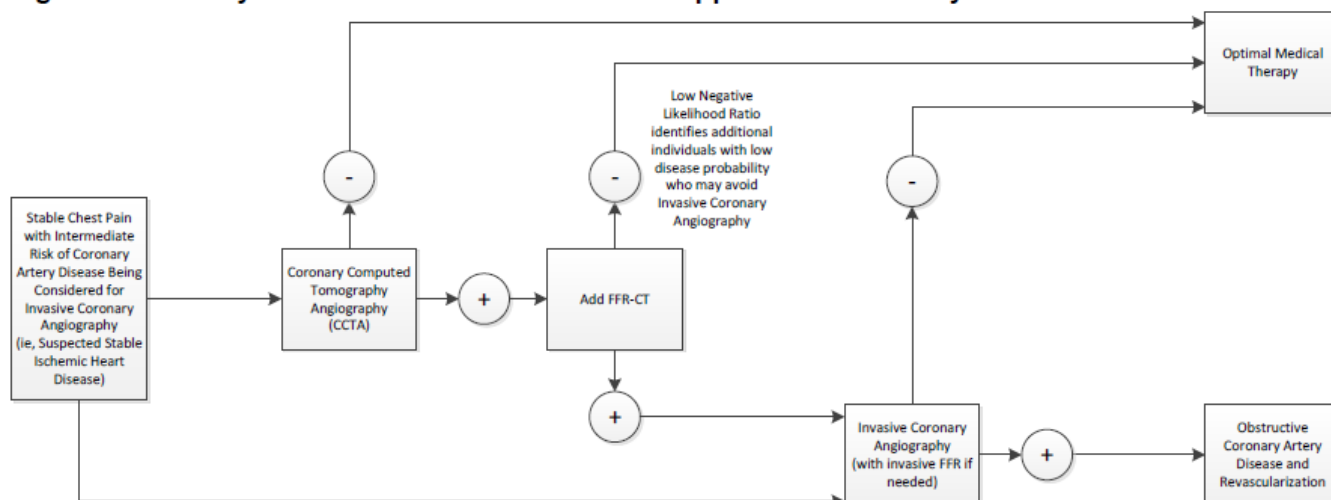 Optimal Medical
Therapy
Low Negative
Likelihood Ratio
identifies additional
individuals with low
disease probability
who may avoid
Invasive Coronary
Angiography
-
-
-
Stable Chest Pain
with Intermediate
Risk of Coronary
Artery Disease Being
Considered for
Invasive Coronary
Angiography
(ie, Suspected Stable
Ischemic Heart
Disease)
Coronary Computed
Tomography
Angiography
(CCTA)
+
Add FFR-CT
+
Invasive Coronary
Angiography
(with invasive FFR if
needed)
+
Obstructive
Coronary Artery
Disease and
Revascularization